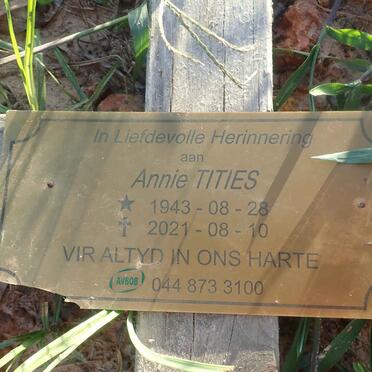 In Liefdevolle Herinnering
aan
Annie TITIES
★ 1943 - 08 - 28
✝ 2021 - 08 - 10
VIR ALTYD IN ONS HARTE
AVBOB 044 873 3100